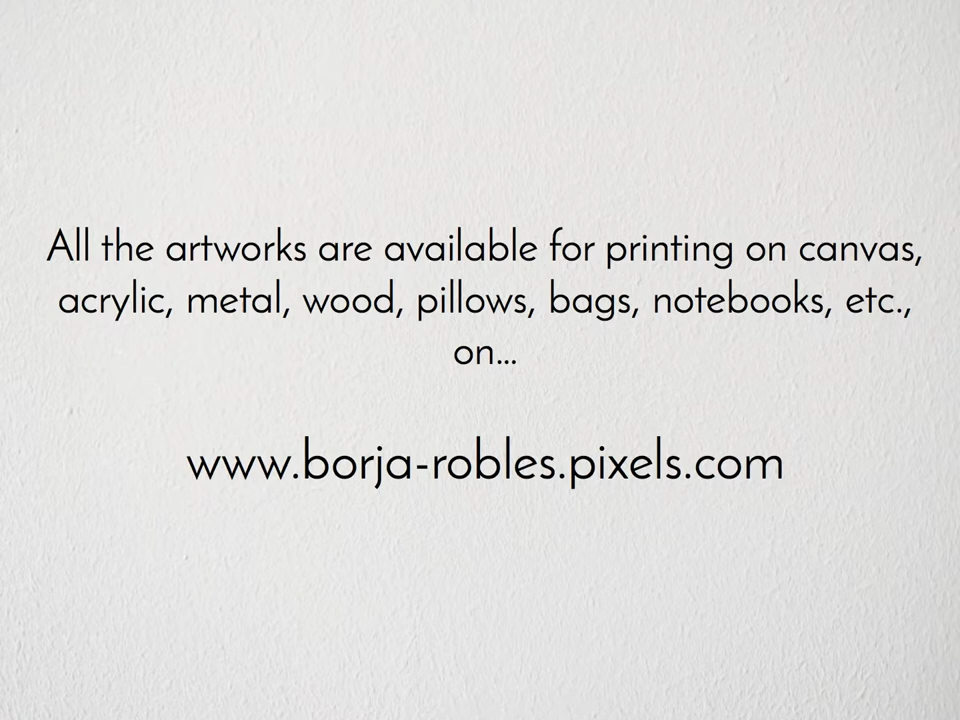 All the artworks are available for printing on canvas,
acrylic, metal, wood, pillows, bags, notebooks, etc.,
on...
www.borja-robles.pixels.com